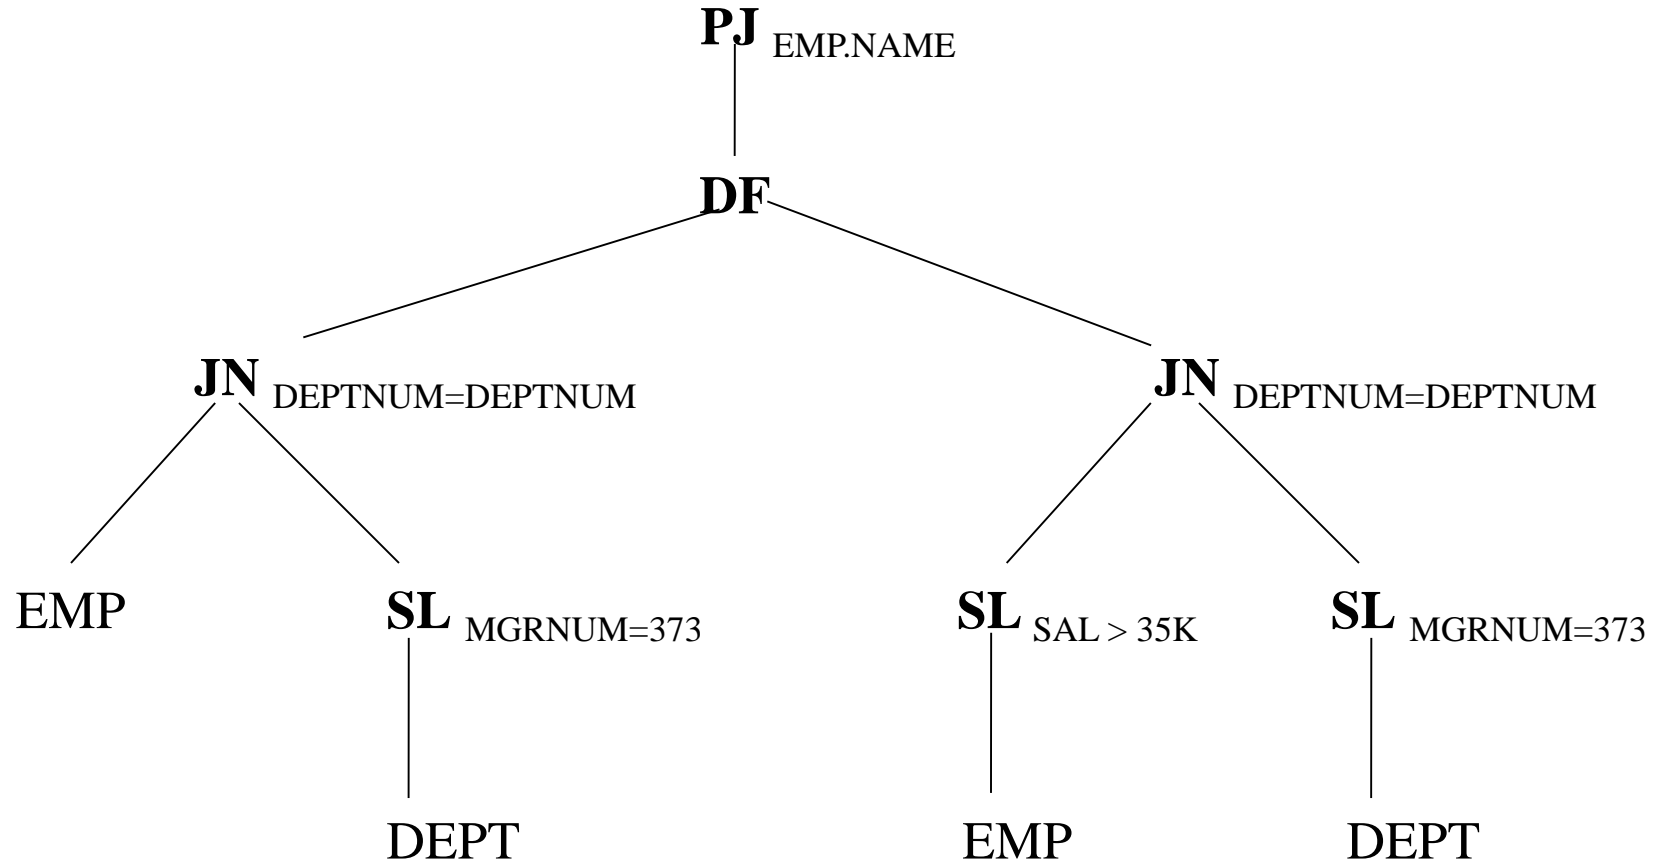 PJ EMP.NAME
DF
JN DEPTNUM=DEPTNUM
JN DEPTNUM=DEPTNUM
EMP
SL MGRNUM=373
SL SAL > 35K
SL MGRNUM=373
DEPT
EMP
DEPT